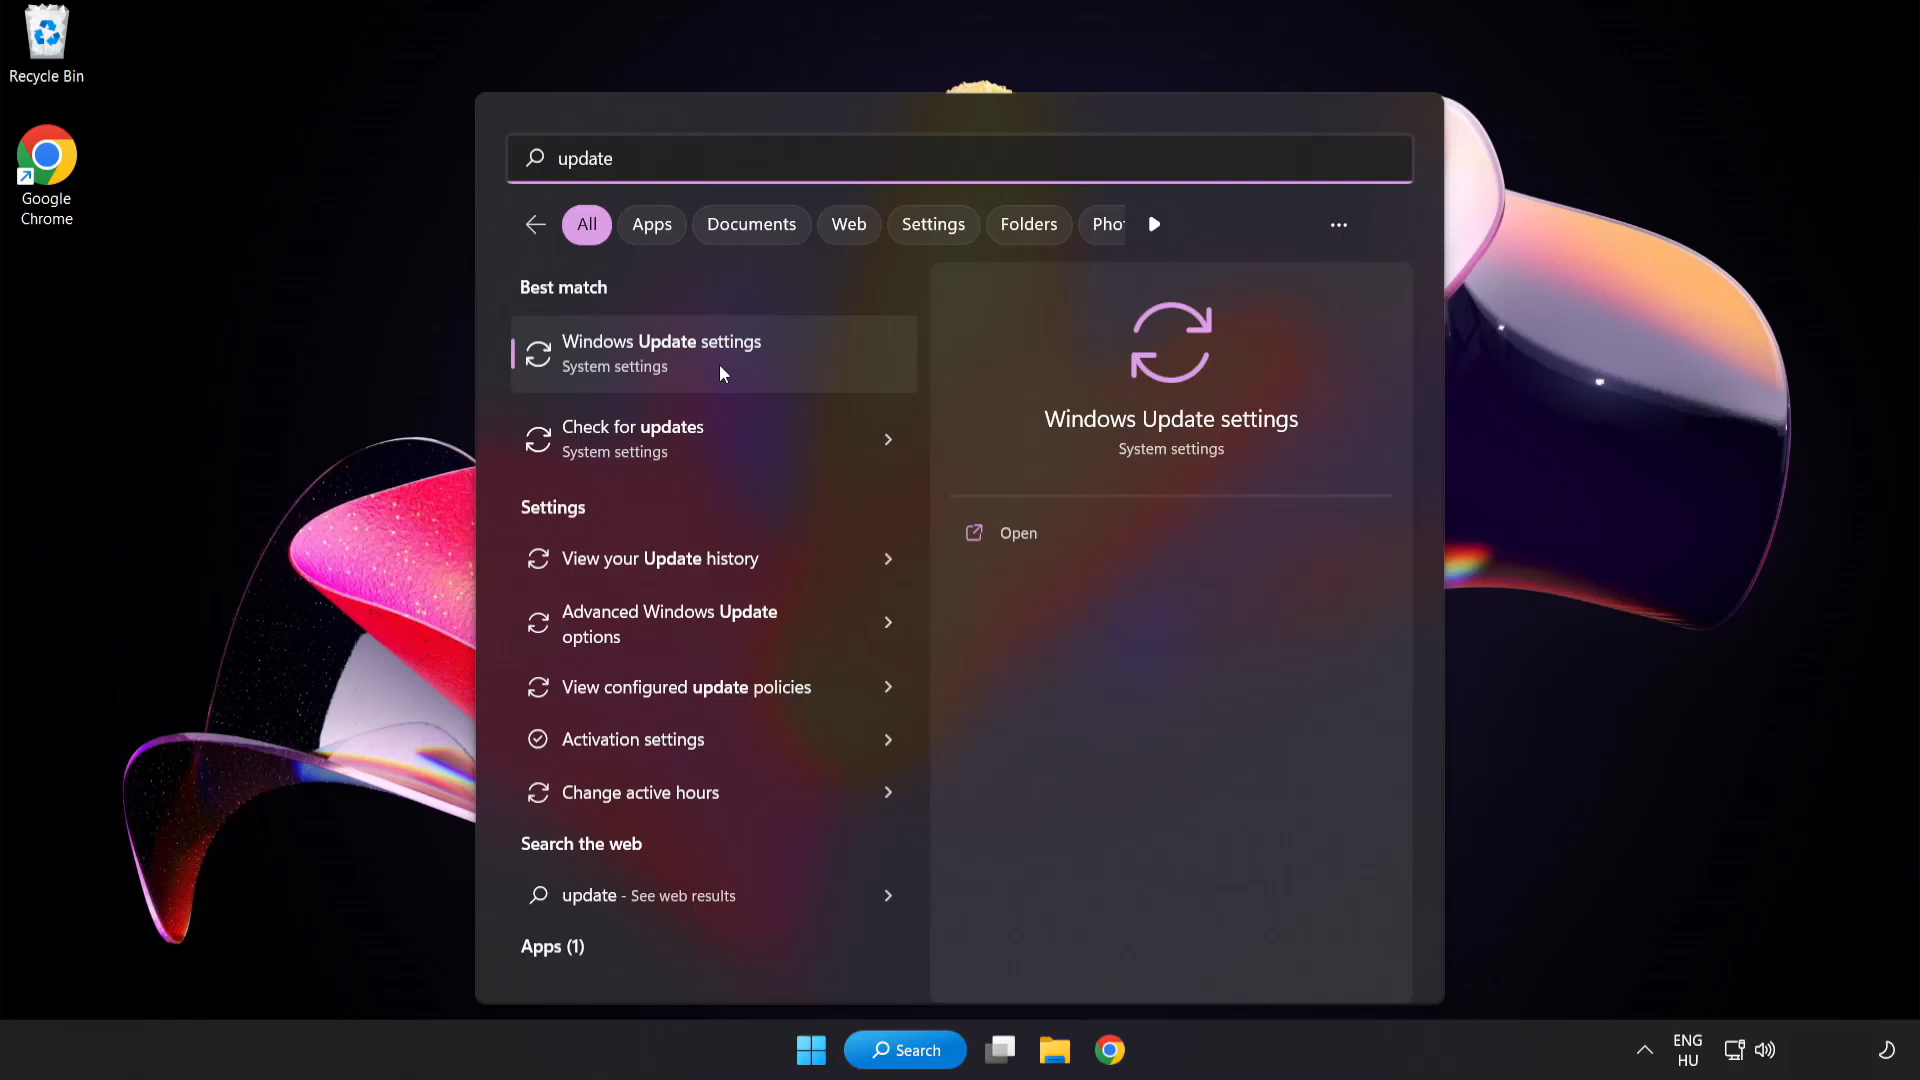 Recycle Bin
Google
Chrome
update
All
Apps
Documents
Web
Settings
Folders
Pho
Best match
Windows Update settings
System settings
Check for updates
System settings
Settings
View your Update history
Advanced Windows Update
options
View configured update policies
Activation settings
Change active hours
Search the web
update - See web results
Apps (1)
Windows Update settings
System settings
Open
Search
ENG
HU